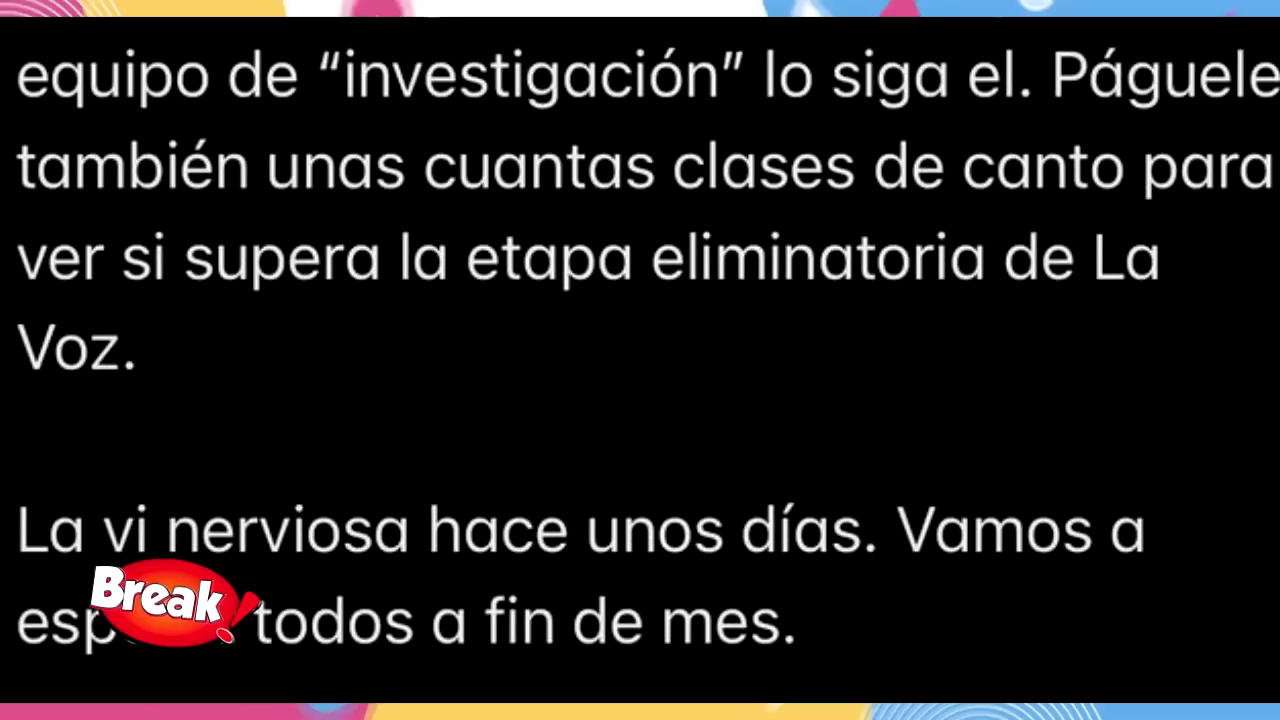 equipo de “investigación” lo siga el. Páguele
también unas cuantas clases de canto para
ver si supera la etapa eliminatoria de La
Voz.
La vi nerviosa hace unos días. Vamos a
todos a fin de mes.
Break!